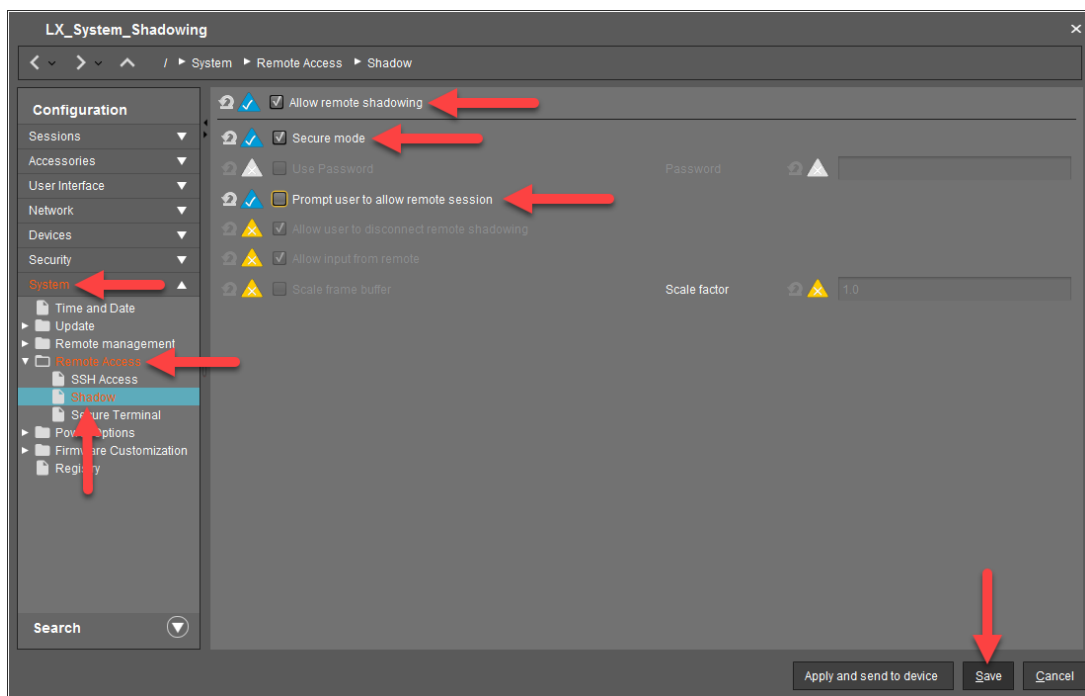 LX_System_Shadowing
/ System Remote Access Shadow
Configuration
Sessions
Accessories
User Interface
Network
Devices
Security
System
Time and Date
Update
Remote management
Remote Access
SSH Access
Shadow
Secure Terminal
Power Options
Firmware Customization
Registry
Search
Allow remote shadowing
Secure mode
Use Password Password
Prompt user to allow remote session
Allow user to disconnect remote shadowing
Allow input from remote
Scale frame buffer Scale factor 1.0
Apply and send to device Save Cancel